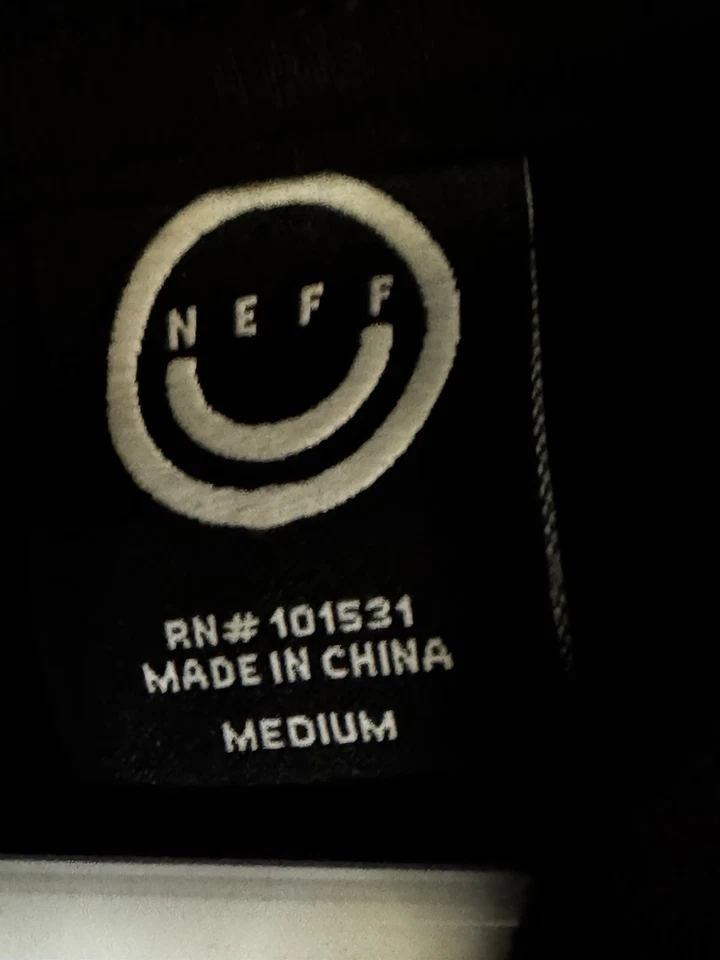 NEFF
RN# 101531
MADE IN CHINA
MEDIUM